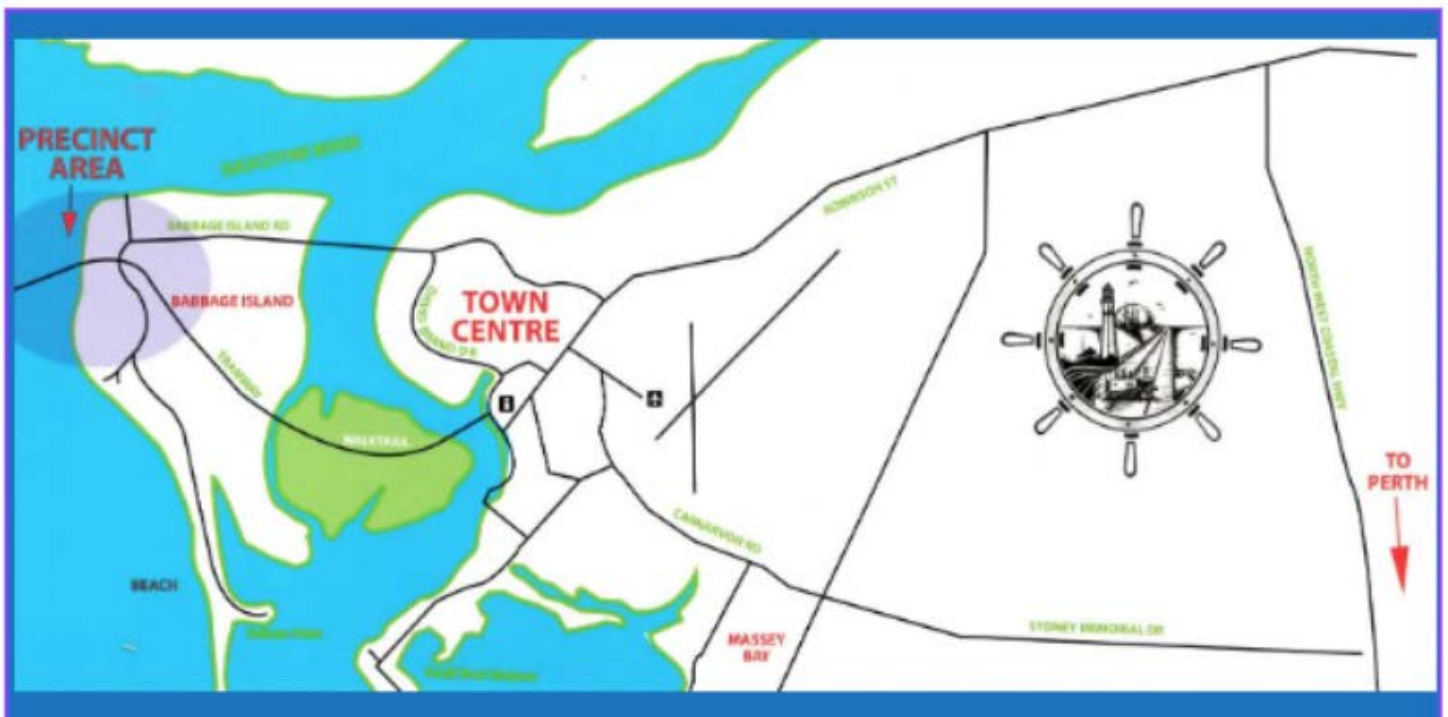 PRECINCT
AREA
BABBAGE ISLAND RD
BABBAGE ISLAND
TRAMWAY
WALKTRAIL
TOWN
CENTRE
ROBINSON ST
NORTH WEST COASTAL HWY
TO
PERTH
CARNARVON RD
SYDNEY MEMORIAL DR
MASSEY
BAY
BEACH